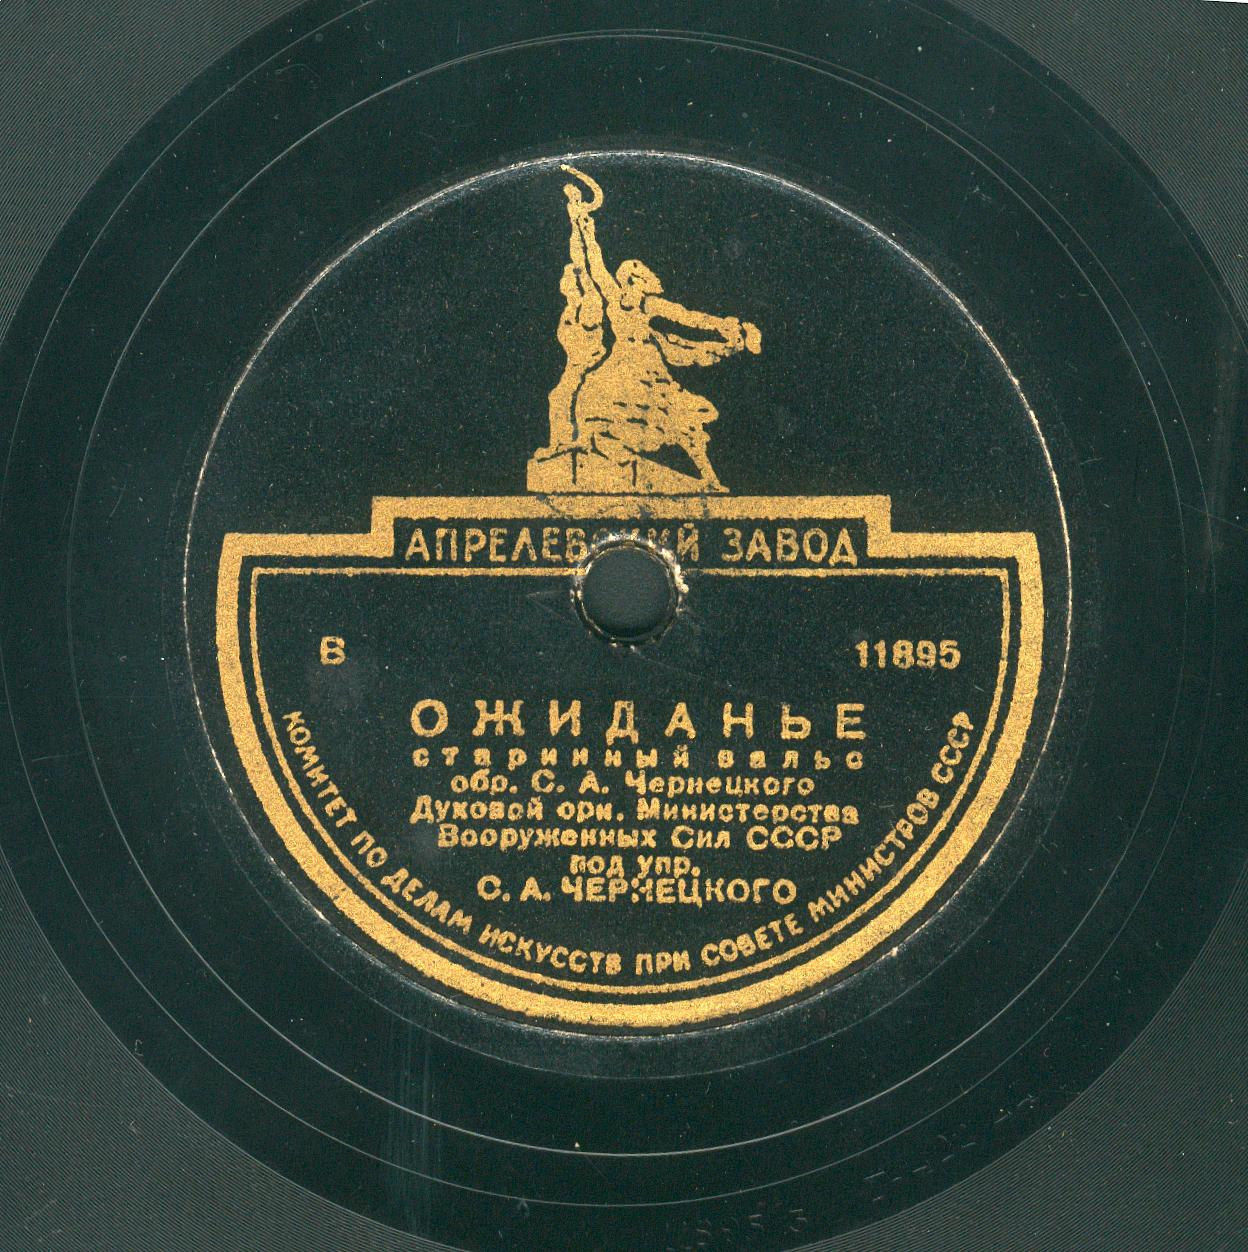 АПРЕЛЕВСКИЙ ЗАВОД
В 11895
ОЖИДАНЬЕ
старинный вальс
обр. С. А. Чернецкого
Духовой орк. Министерства
Вооруженных Сил СССР
под упр.
С. А. ЧЕРНЕЦКОГО
КОМИТЕТ ПО ДЕЛАМ ИСКУССТВ ПРИ СОВЕТЕ МИНИСТРОВ СССР